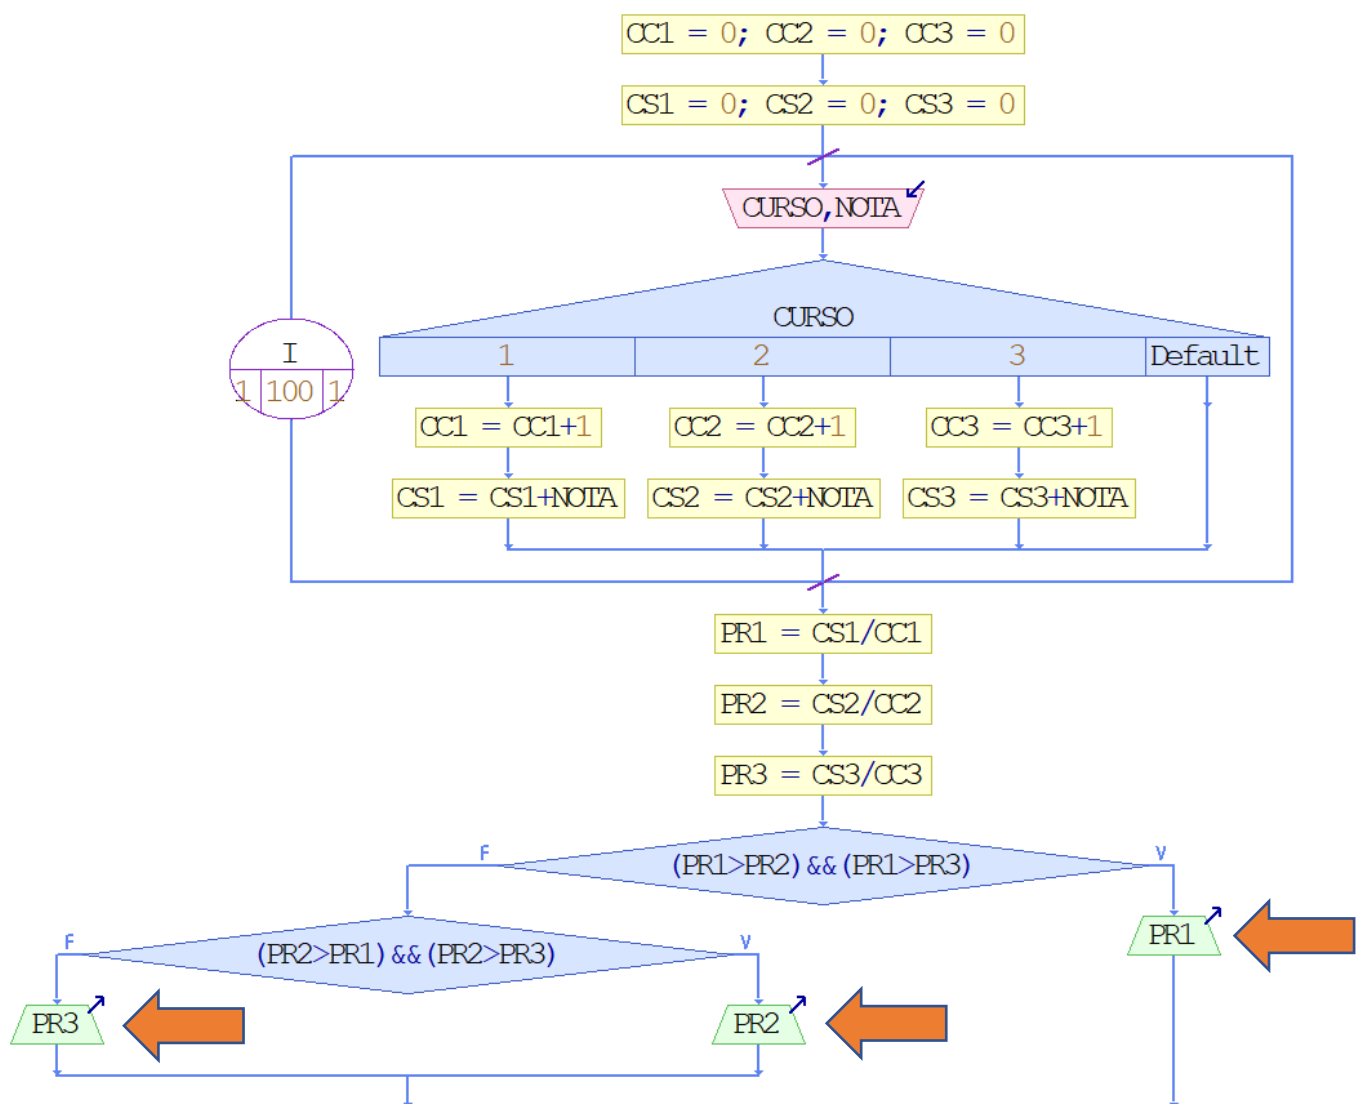 CC1 = 0; CC2 = 0; CC3 = 0
CS1 = 0; CS2 = 0; CS3 = 0
CURSO,NOTA
CURSO
1 2 3 Default
I
1 100 1
CC1 = CC1+1
CC2 = CC2+1
CC3 = CC3+1
CS1 = CS1+NOTA
CS2 = CS2+NOTA
CS3 = CS3+NOTA
PR1 = CS1/CC1
PR2 = CS2/CC2
PR3 = CS3/CC3
F (PR1>PR2)&&(PR1>PR3) V
PR1
F (PR2>PR1)&&(PR2>PR3) V
PR3
PR2